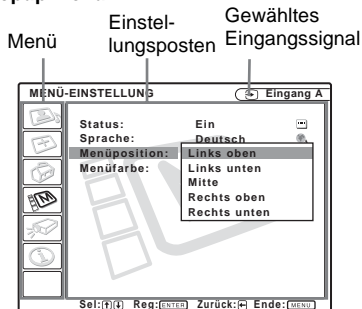 Menü
Einstel-
lungsposten
Gewähltes
Eingangssignal
MENÜ-EINSTELLUNG
Eingang A
Status: Ein
Sprache: Deutsch
Menüposition: Links oben
Menüfarbe: Links unten
Mitte
Rechts oben
Rechts unten
Sel: Reg: ENTER Zurück: Ende: MENU